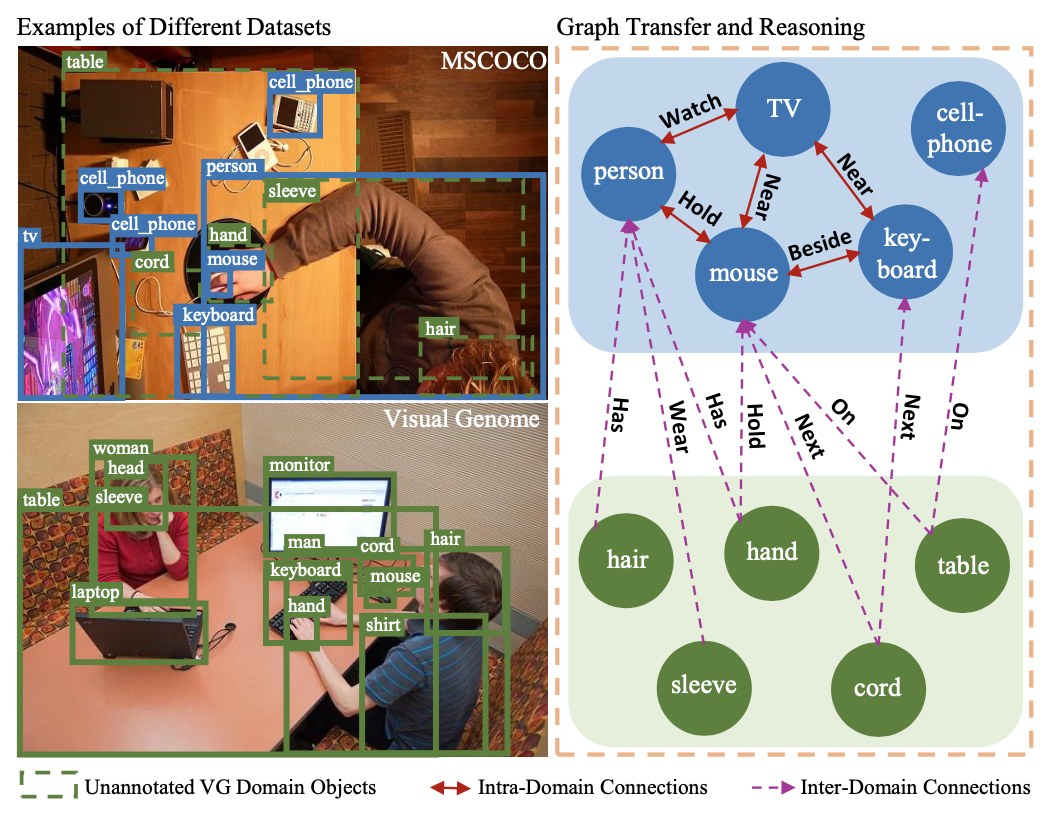 Examples of Different Datasets
MSCOCO
table
cell_phone
person
cell_phone
sleeve
cell_phone
tv
hand
cord
mouse
keyboard
hair
Visual Genome
woman
head
monitor
table
sleeve
man
cord
hair
keyboard
mouse
laptop
hand
shirt
Graph Transfer and Reasoning
TV
cell-
phone
Watch
person
Near
Near
Hold
key-
board
Beside
mouse
Has
Wear
Has
Hold
Next
On
Next
On
hair
hand
table
sleeve
cord
Unannotated VG Domain Objects
Intra-Domain Connections
Inter-Domain Connections